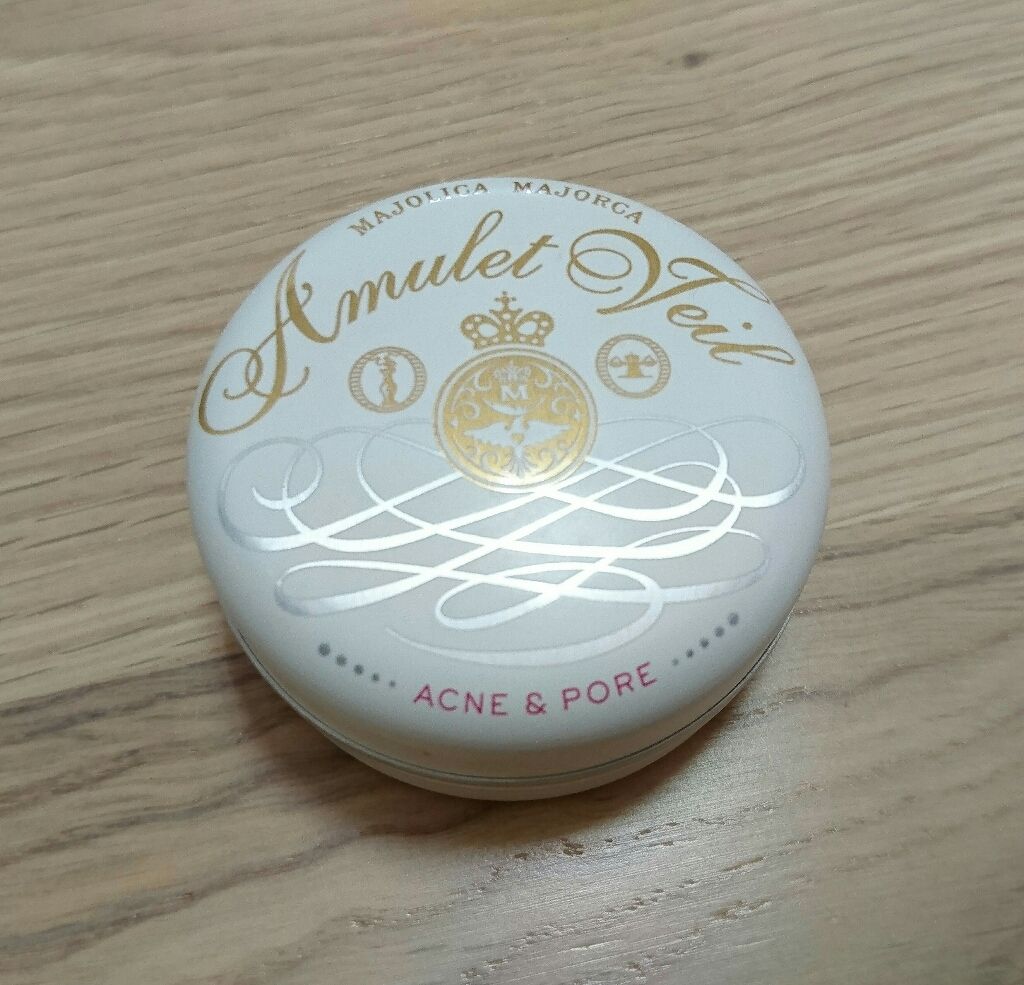 MAJOLICA MAJORCA
Amulet Veil
M
ACNE & PORE